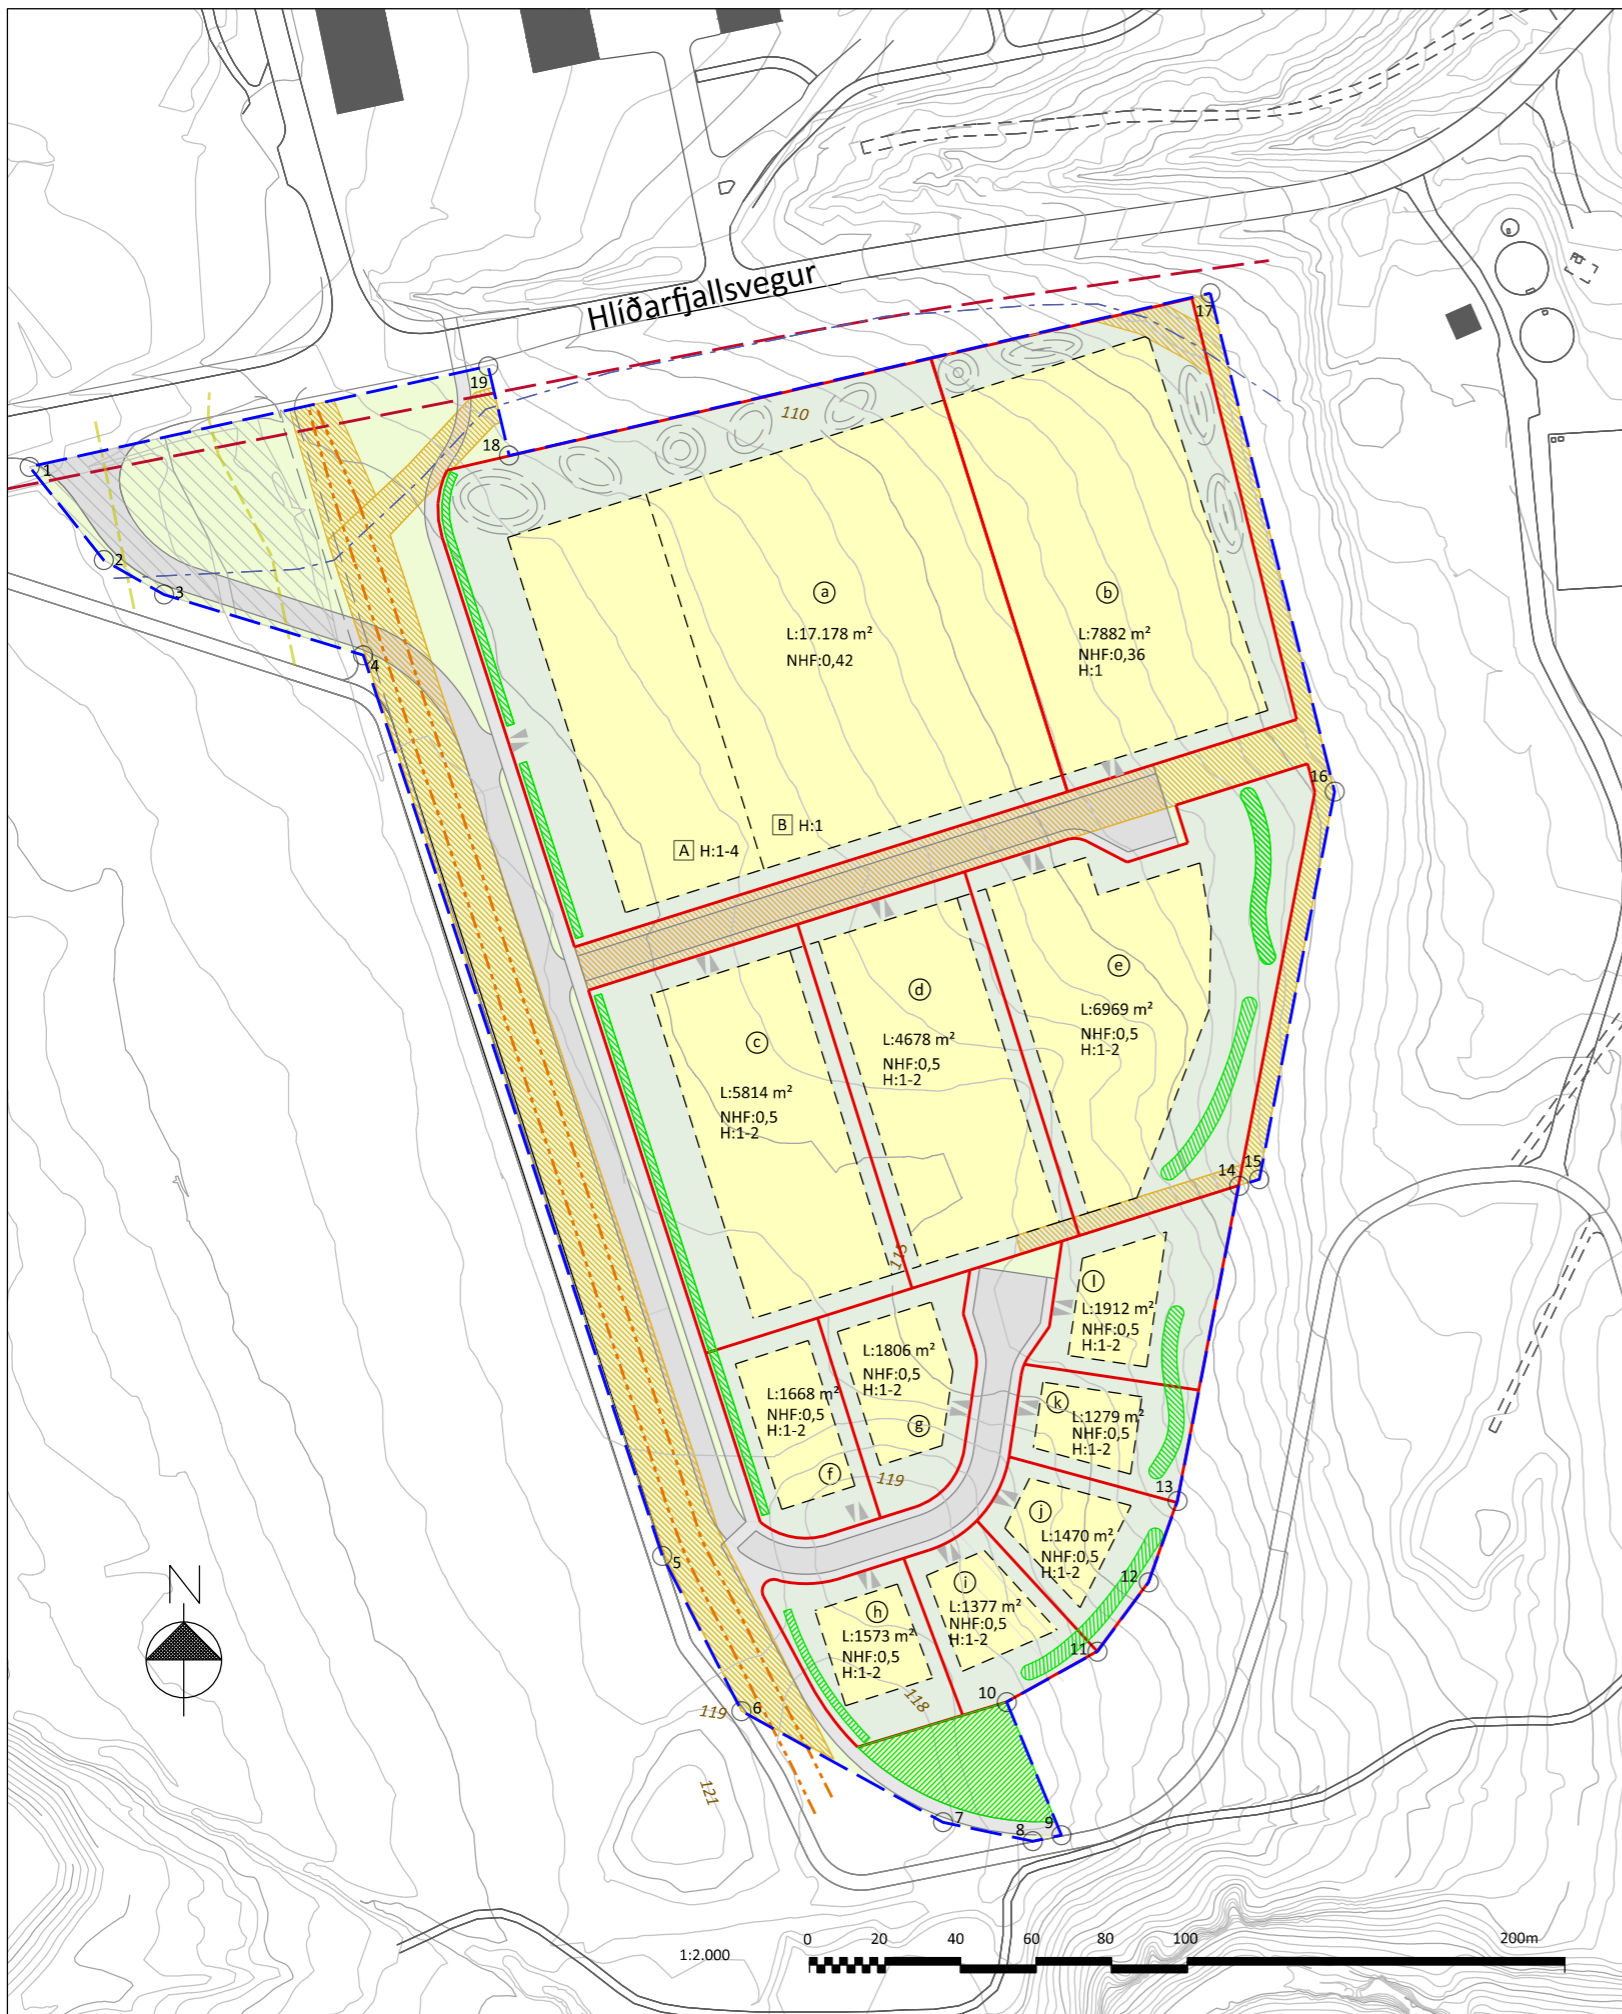 Hlíðarfjallsvegur
17
19
18
1
2
3
4
110
a
L:17.178 m²
NHF:0,42
b
L:7882 m²
NHF:0,36
H:1
16
B H:1
A H:1-4
e
L:6969 m²
NHF:0,5
H:1-2
d
L:4678 m²
NHF:0,5
H:1-2
c
L:5814 m²
NHF:0,5
H:1-2
14
15
115
l
L:1912 m²
NHF:0,5
H:1-2
L:1806 m²
NHF:0,5
H:1-2
g
L:1668 m²
NHF:0,5
H:1-2
f
k
L:1279 m²
NHF:0,5
H:1-2
119
13
j
L:1470 m²
NHF:0,5
H:1-2
5
12
i
L:1377 m²
NHF:0,5
H:1-2
h
L:1573 m²
NHF:0,5
H:1-2
11
N
10
118
119
6
121
7
8
9
1:2.000
0 20 40 60 80 100 200m